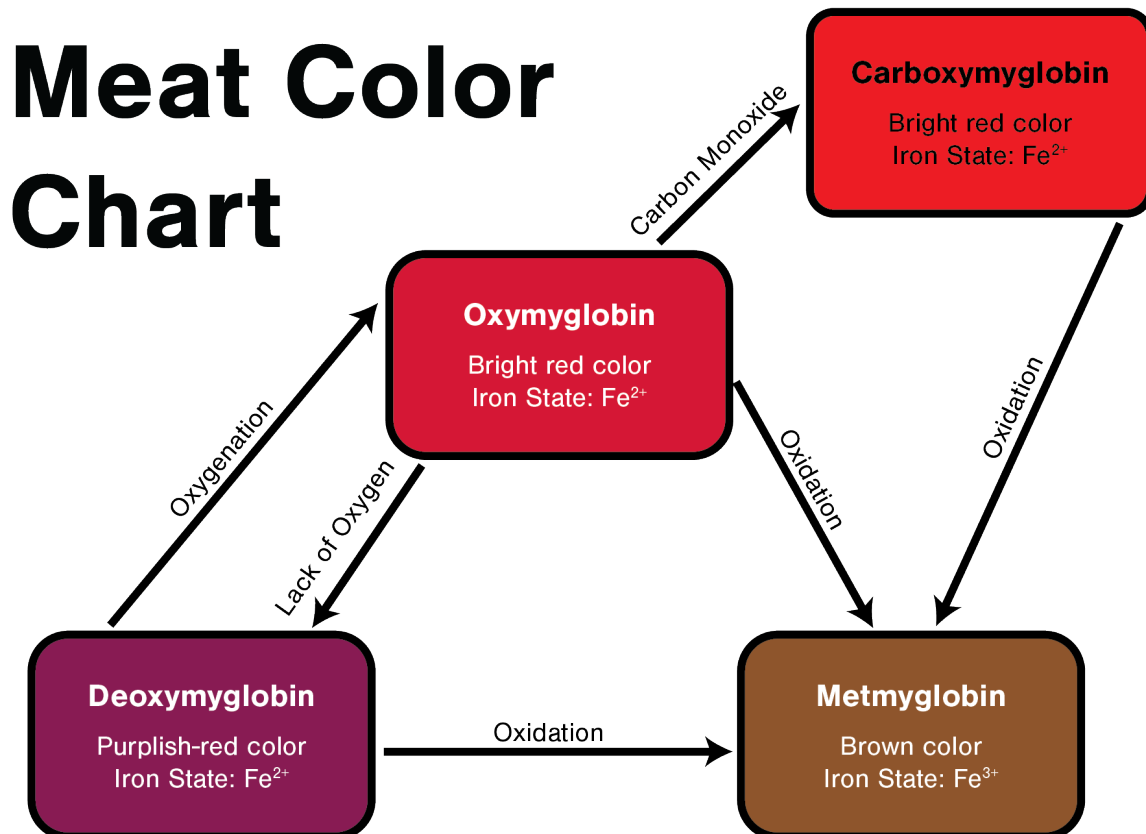 Meat Color
Chart
Carboxymyglobin
Bright red color
Iron State: Fe²⁺
Carbon Monoxide
Oxymyglobin
Bright red color
Iron State: Fe²⁺
Oxygenation
Lack of Oxygen
Oxidation
Oxidation
Deoxymyglobin
Purplish-red color
Iron State: Fe²⁺
Oxidation
Metmyglobin
Brown color
Iron State: Fe³⁺